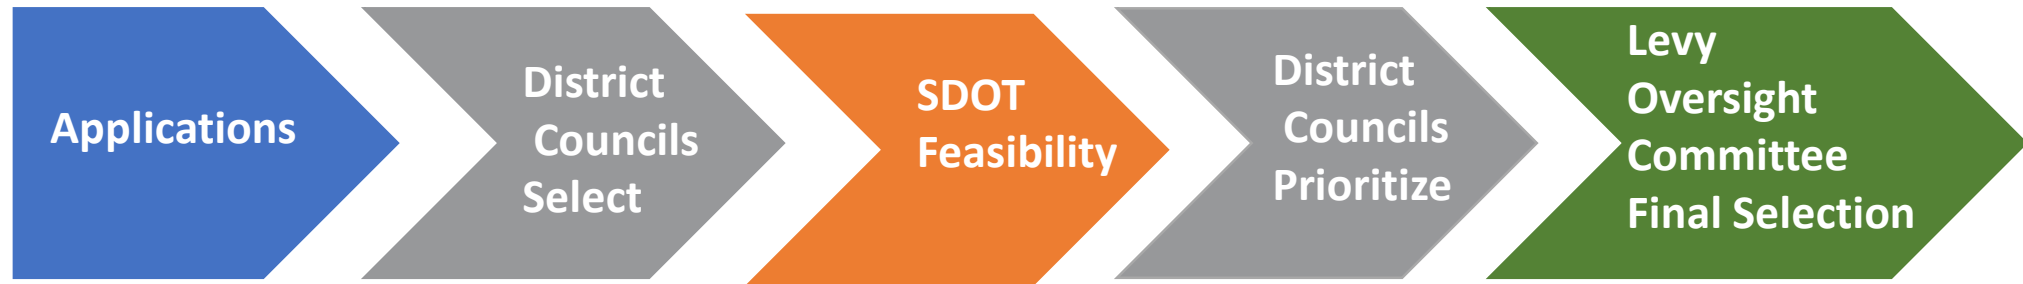 Applications
District
Councils
Select
SDOT
Feasibility
District
Councils
Prioritize
Levy
Oversight
Committee
Final Selection